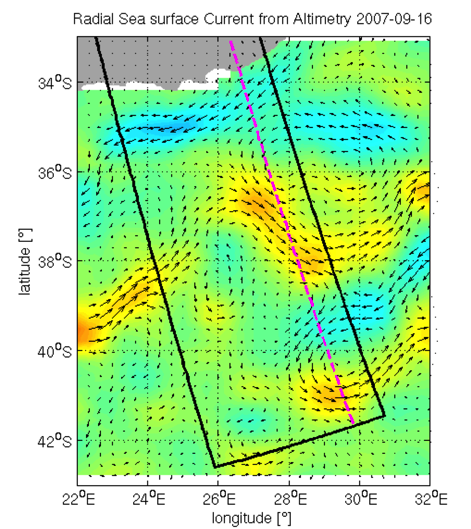 Radial Sea surface Current from Altimetry 2007-09-16
34°S
36°S
38°S
40°S
42°S
latitude [°]
22°E 24°E 26°E 28°E 30°E 32°E
longitude [°]